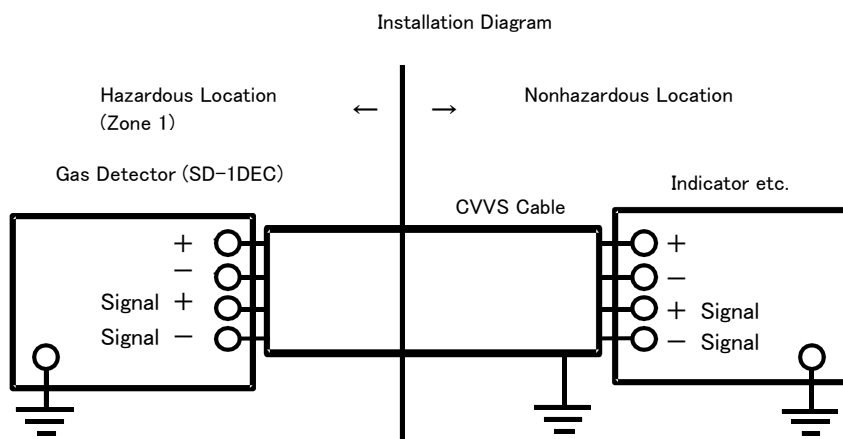 Installation Diagram
Hazardous Location
(Zone 1)
← →
Nonhazardous Location
Gas Detector (SD-1DEC)
CVVS Cable
Indicator etc.
+
−
Signal +
Signal −
+
−
+ Signal
− Signal